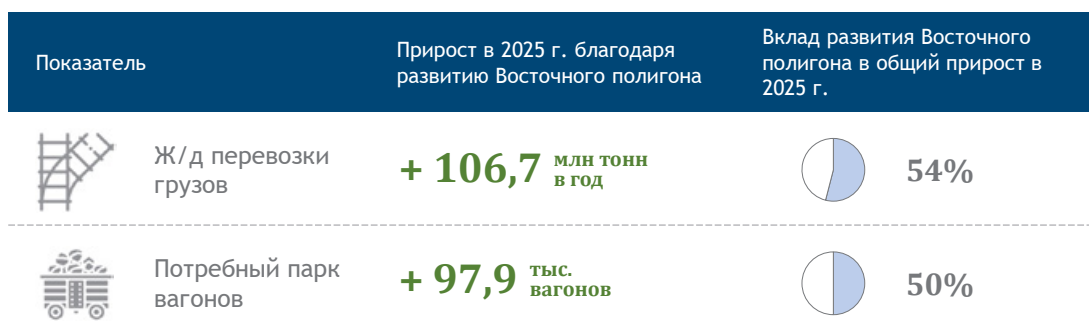 Показатель
Прирост в 2025 г. благодаря
развитию Восточного полигона
Вклад развития Восточного
полигона в общий прирост в
2025 г.
Ж/д перевозки
грузов
+ 106,7 млн тонн
в год
54%
Потребный парк
вагонов
+ 97,9 тыс.
вагонов
50%